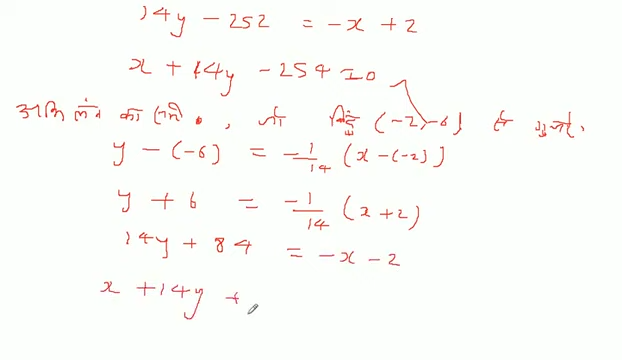 14y - 252 = -x + 2
x + 14y - 254 = 0
अभिलंब का समी. , जो बिंदु (-2, -6) से गुजरे,
y - (-6) = -1/14 (x - (-2))
y + 6 = -1/14 (x + 2)
14y + 84 = -x - 2
x + 14y +